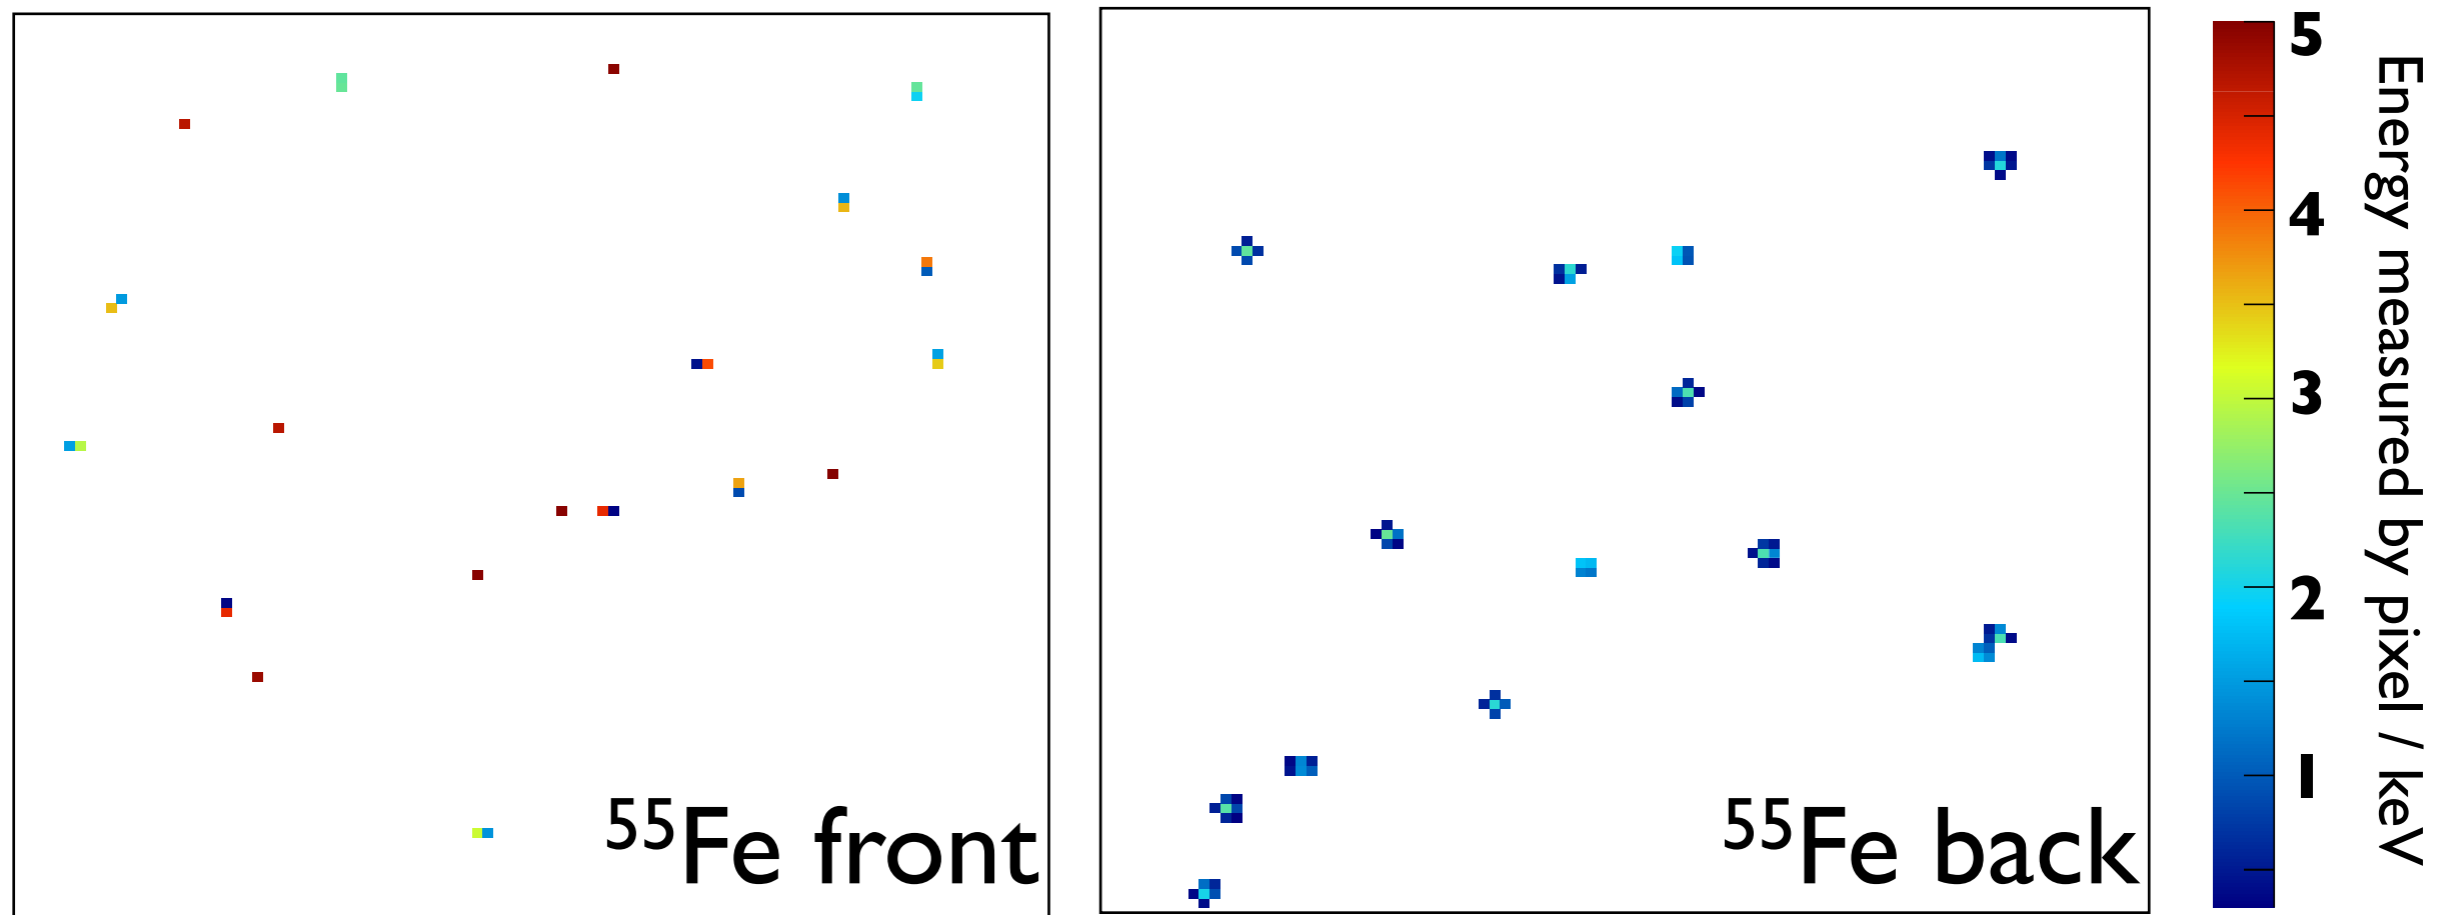 ⁵⁵Fe front
⁵⁵Fe back
5
4
3
2
1
Energy measured by pixel / keV